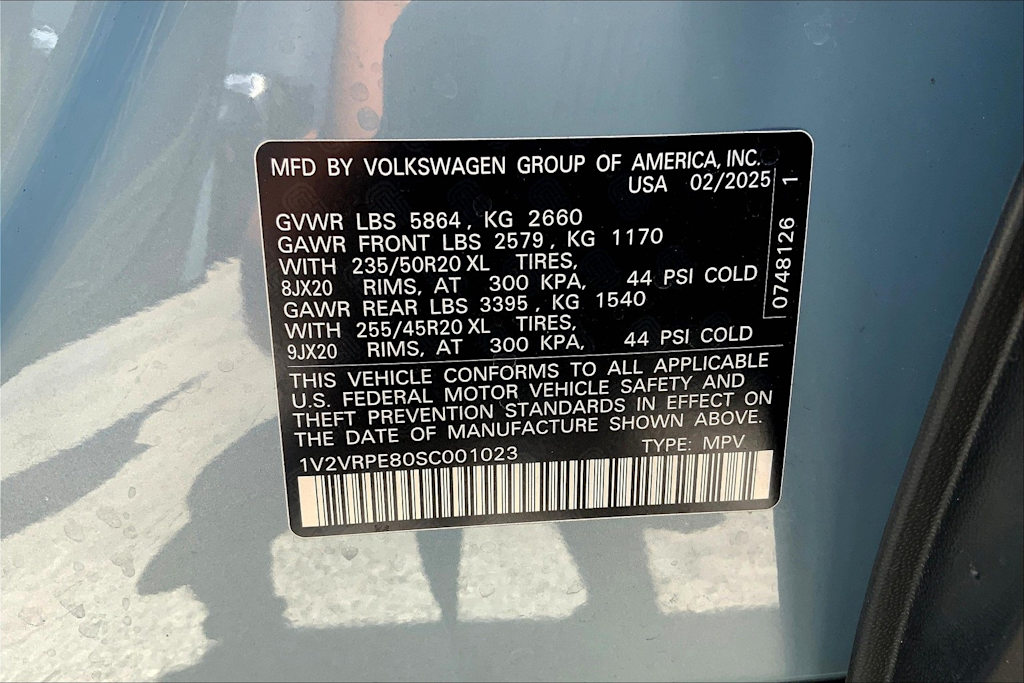 MFD BY VOLKSWAGEN GROUP OF AMERICA, INC.
USA 02/2025
GVWR LBS 5864, KG 2660
GAWR FRONT LBS 2579, KG 1170
WITH 235/50R20 XL TIRES,
8JX20 RIMS, AT 300 KPA, 44 PSI COLD
GAWR REAR LBS 3395, KG 1540
WITH 255/45R20 XL TIRES,
9JX20 RIMS, AT 300 KPA, 44 PSI COLD
THIS VEHICLE CONFORMS TO ALL APPLICABLE
U.S. FEDERAL MOTOR VEHICLE SAFETY AND
THEFT PREVENTION STANDARDS IN EFFECT ON
THE DATE OF MANUFACTURE SHOWN ABOVE.
1V2VRPE80SC001023 TYPE: MPV
0748126 1